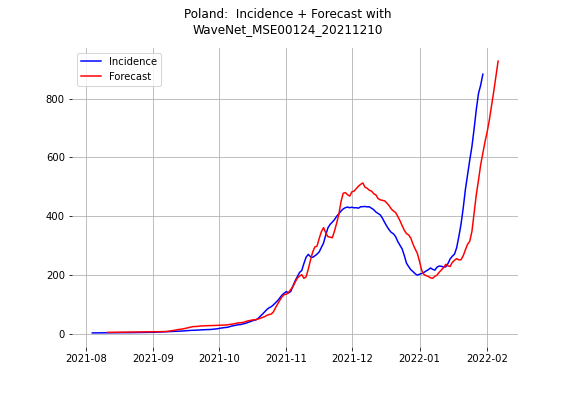 Poland:  Incidence + Forecast with
WaveNet_MSE00124_20211210
Incidence
Forecast
800
600
400
200
0
2021-08 2021-09 2021-10 2021-11 2021-12 2022-01 2022-02